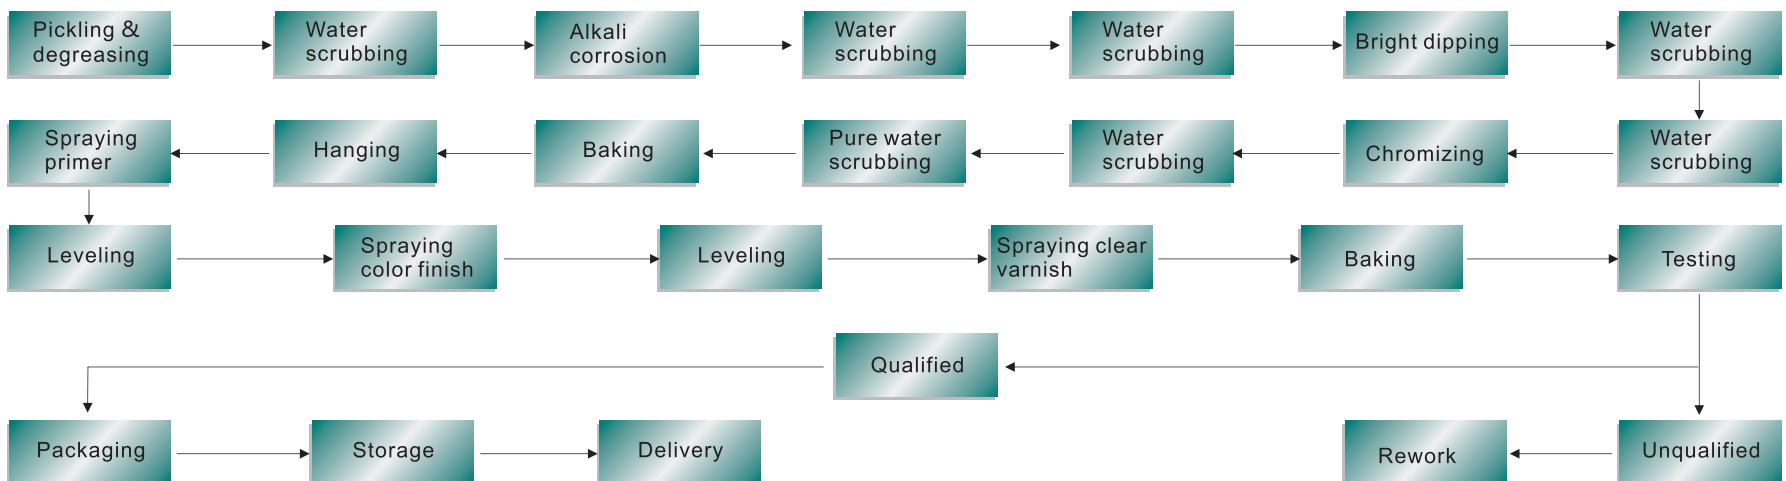 Pickling &
degreasing
Water
scrubbing
Alkali
corrosion
Water
scrubbing
Water
scrubbing
Bright dipping
Water
scrubbing
Spraying
primer
Hanging
Baking
Pure water
scrubbing
Water
scrubbing
Chromizing
Water
scrubbing
Leveling
Spraying
color finish
Leveling
Spraying clear
varnish
Baking
Testing
Qualified
Packaging
Storage
Delivery
Rework
Unqualified